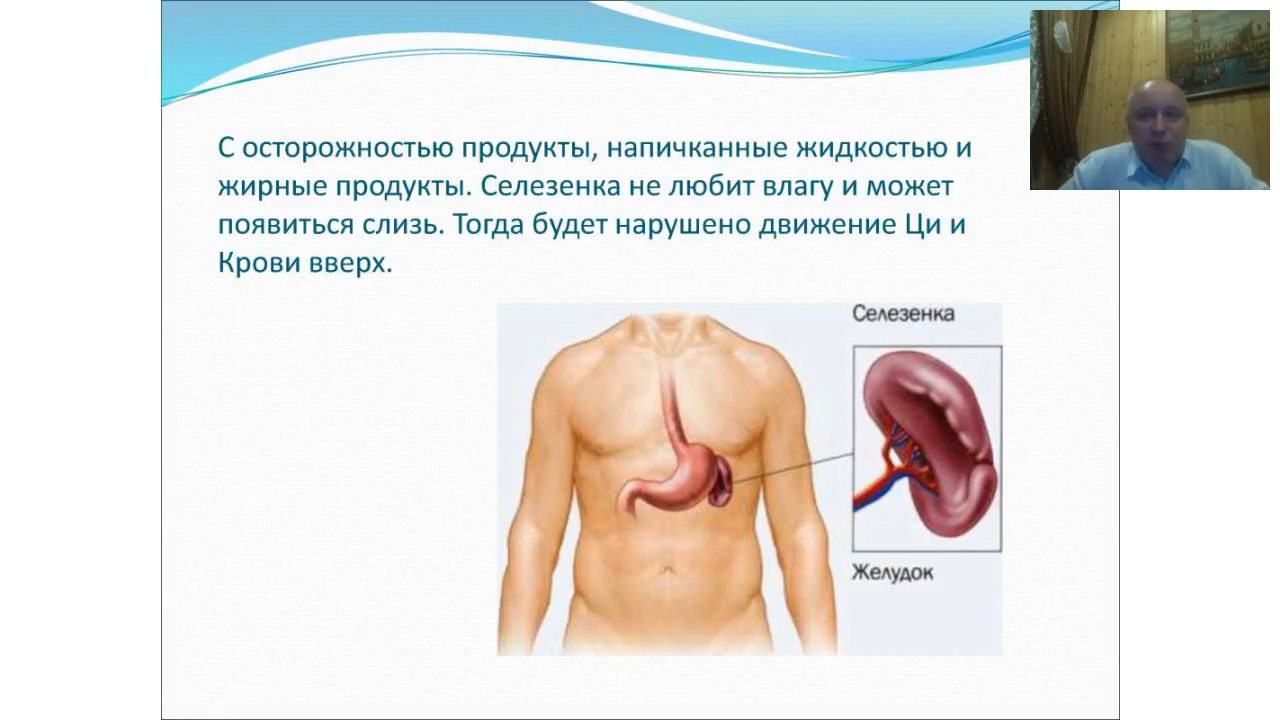 С осторожностью продукты, напичканные жидкостью и
жирные продукты. Селезенка не любит влагу и может
появиться слизь. Тогда будет нарушено движение Ци и
Крови вверх.
Селезенка
Желудок